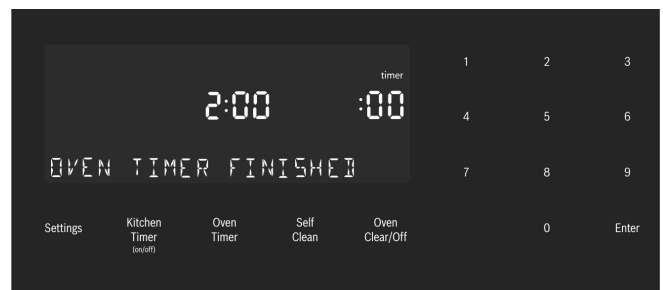 timer
2:00 :00
OVEN TIMER FINISHED
Settings
Kitchen
Timer
(on/off)
Oven
Timer
Self
Clean
Oven
Clear/Off
1 2 3
4 5 6
7 8 9
0 Enter